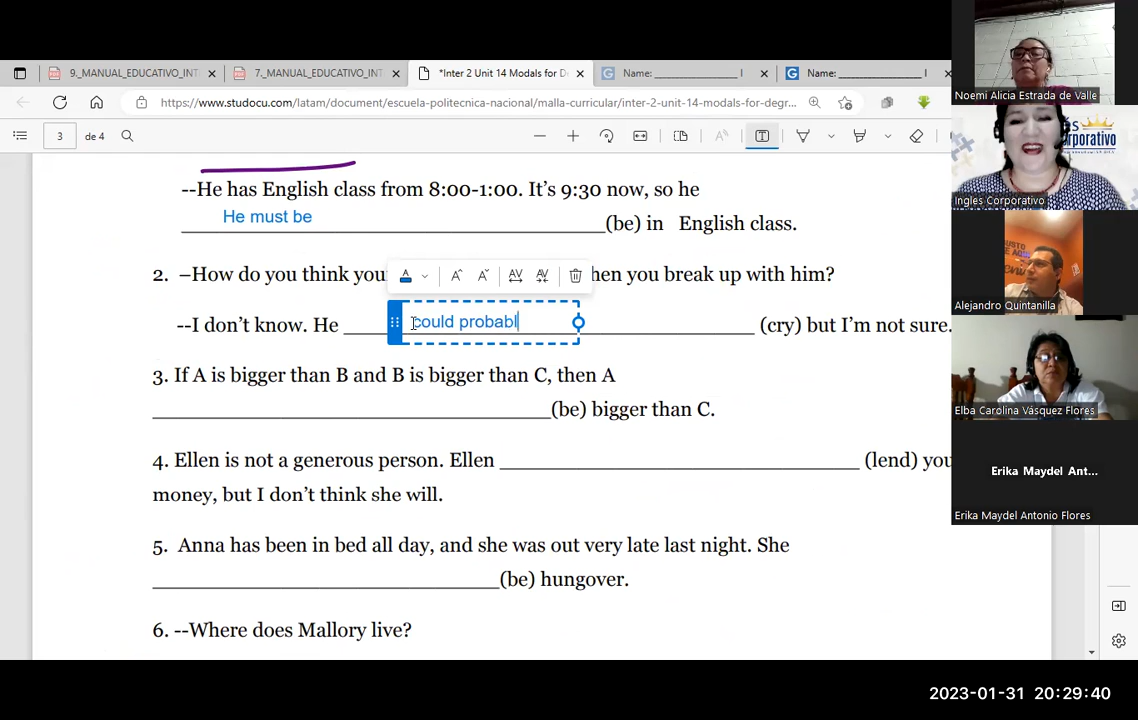 9._MANUAL_EDUCATIVO_INT
7._MANUAL_EDUCATIVO_INT
*Inter 2 Unit 14 Modals for De
Name: ______________ I
Name: ______________ I
https://www.studocu.com/latam/document/escuela-politecnica-nacional/malla-curricular/inter-2-unit-14-modals-for-degr...
3 de 4
--He has English class from 8:00-1:00. It’s 9:30 now, so he
He must be
(be) in English class.
2. –How do you think your hen you break up with him?
--I don’t know. He could probabl (cry) but I’m not sure.
3. If A is bigger than B and B is bigger than C, then A
(be) bigger than C.
4. Ellen is not a generous person. Ellen (lend) you
money, but I don’t think she will.
5. Anna has been in bed all day, and she was out very late last night. She
(be) hungover.
6. --Where does Mallory live?
Noemi Alicia Estrada de Valle
orporativo
Ingles Corporativo
Alejandro Quintanilla
Elba Carolina Vásquez Flores
Erika Maydel Ant...
Erika Maydel Antonio Flores
2023-01-31 20:29:40